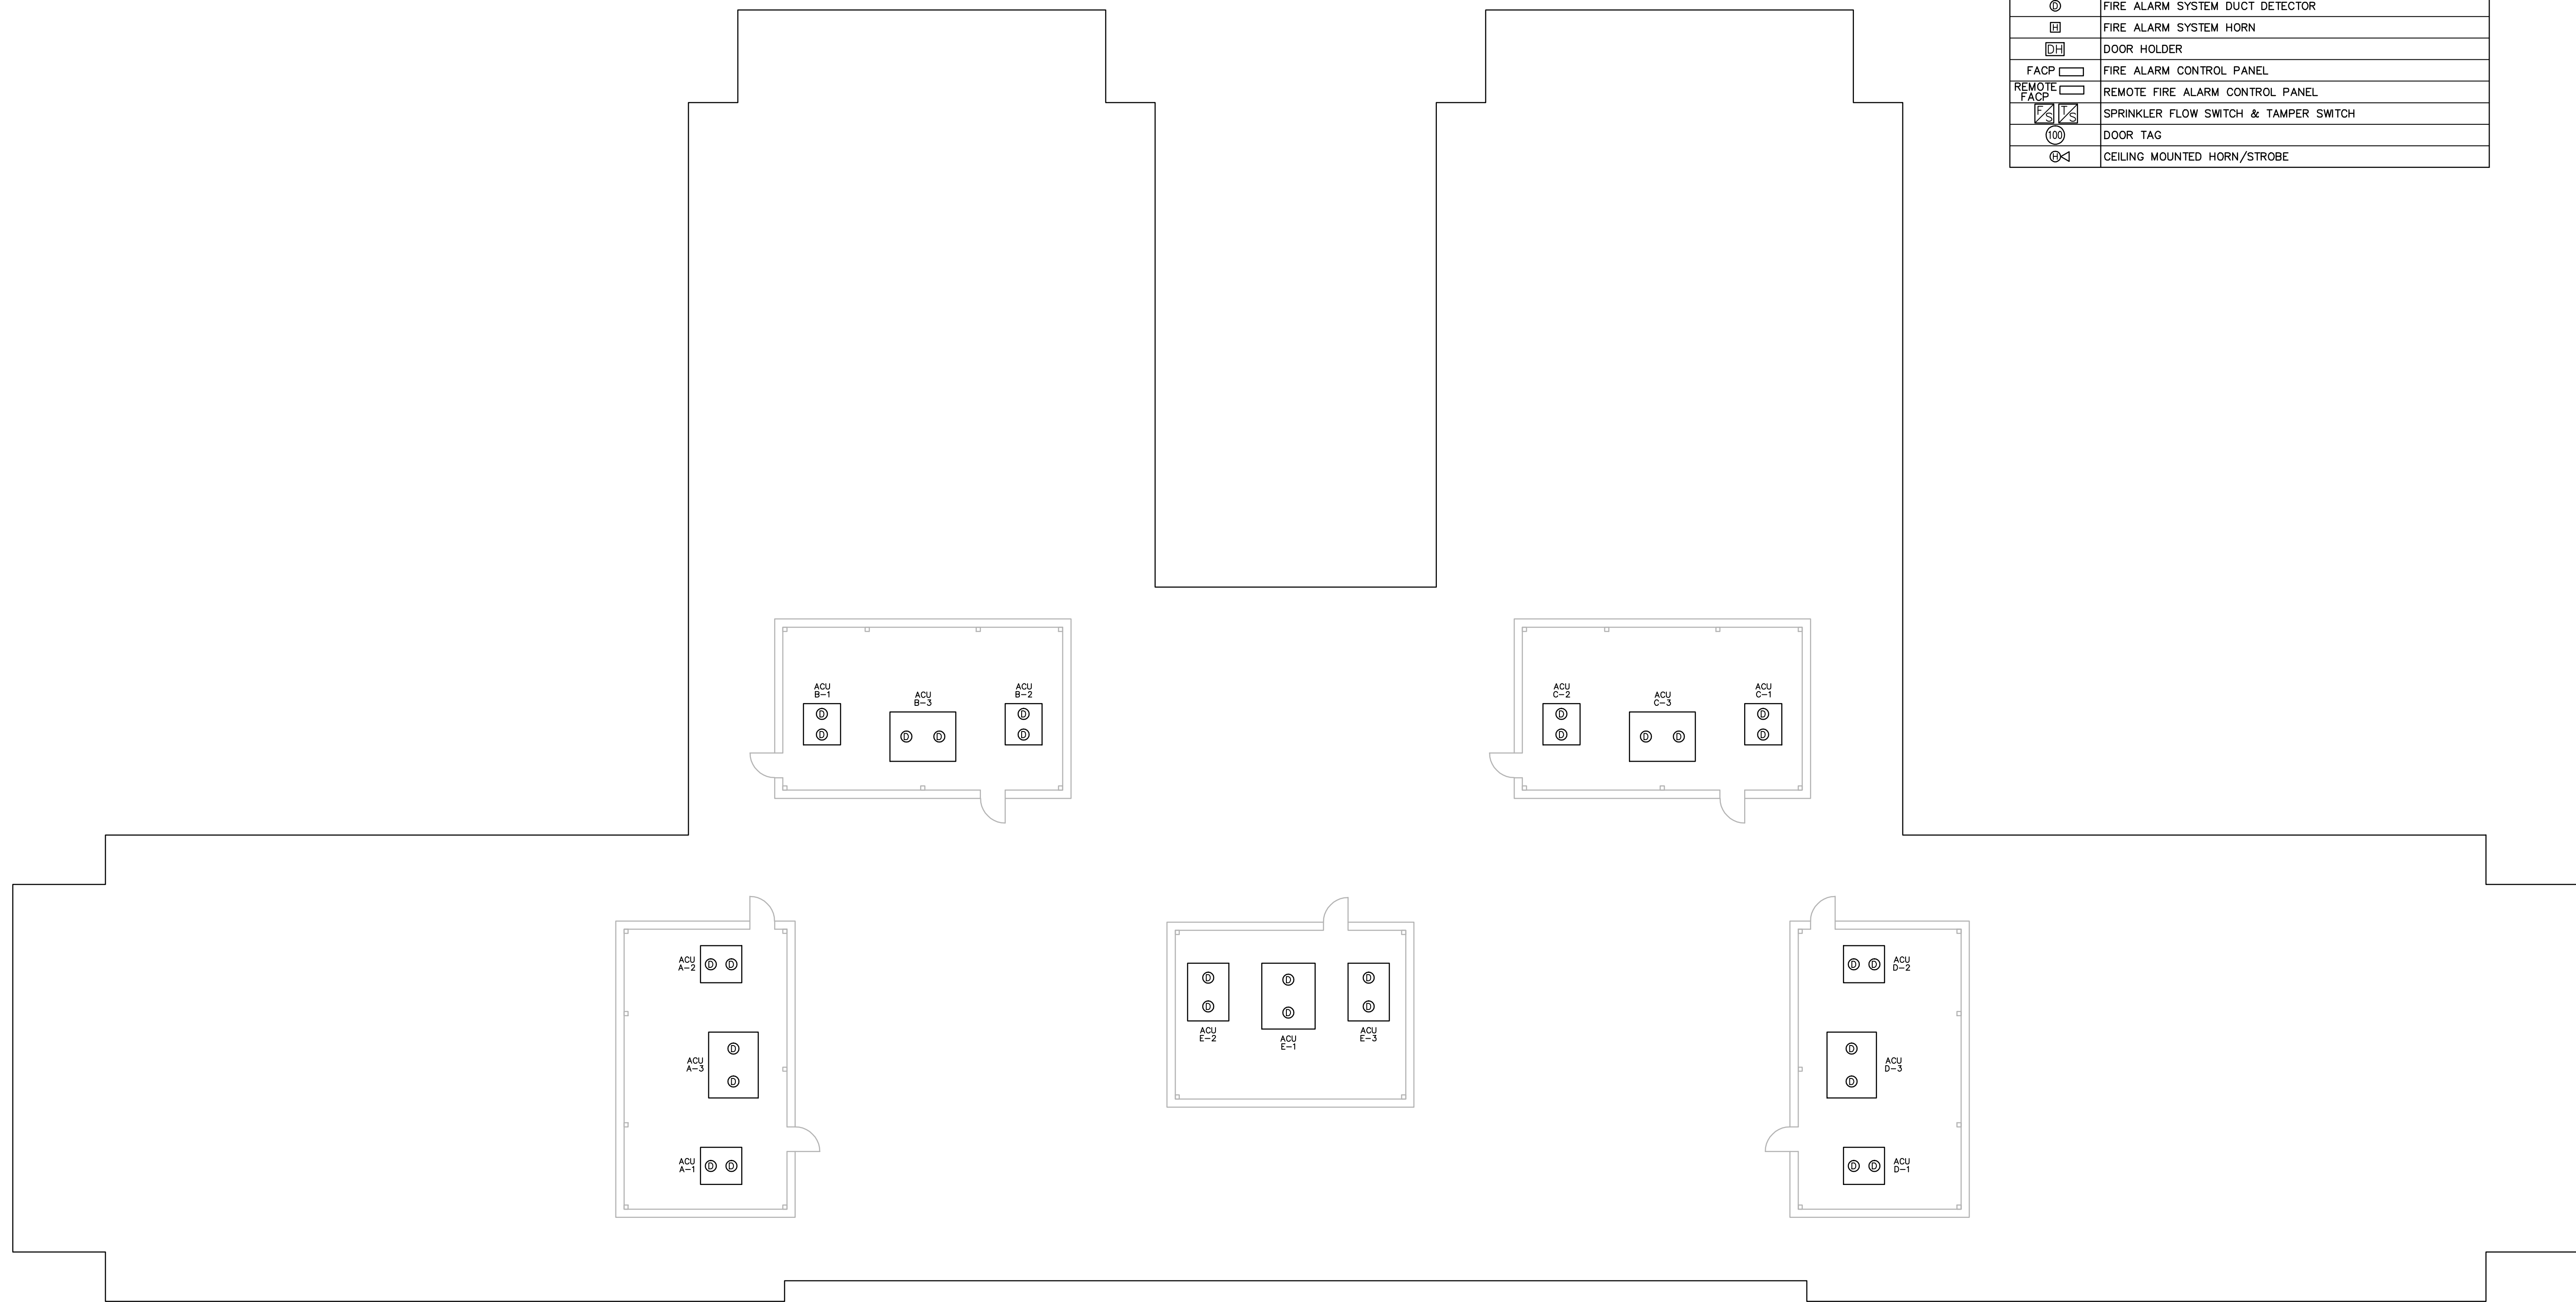 D FIRE ALARM SYSTEM DUCT DETECTOR
H FIRE ALARM SYSTEM HORN
DH DOOR HOLDER
FACP FIRE ALARM CONTROL PANEL
REMOTE
FACP REMOTE FIRE ALARM CONTROL PANEL
F/S T/S SPRINKLER FLOW SWITCH & TAMPER SWITCH
100 DOOR TAG
H CEILING MOUNTED HORN/STROBE
ACU
B-1
D
D
ACU
B-3
D D
ACU
B-2
D
D
ACU
C-2
D
D
ACU
C-3
D D
ACU
C-1
D
D
ACU
A-2
D D
ACU
A-3
D
D
ACU
A-1
D D
D
D
ACU
E-2
D
D
ACU
E-1
D
D
ACU
E-3
D D
ACU
D-2
D
D
ACU
D-3
D D
ACU
D-1